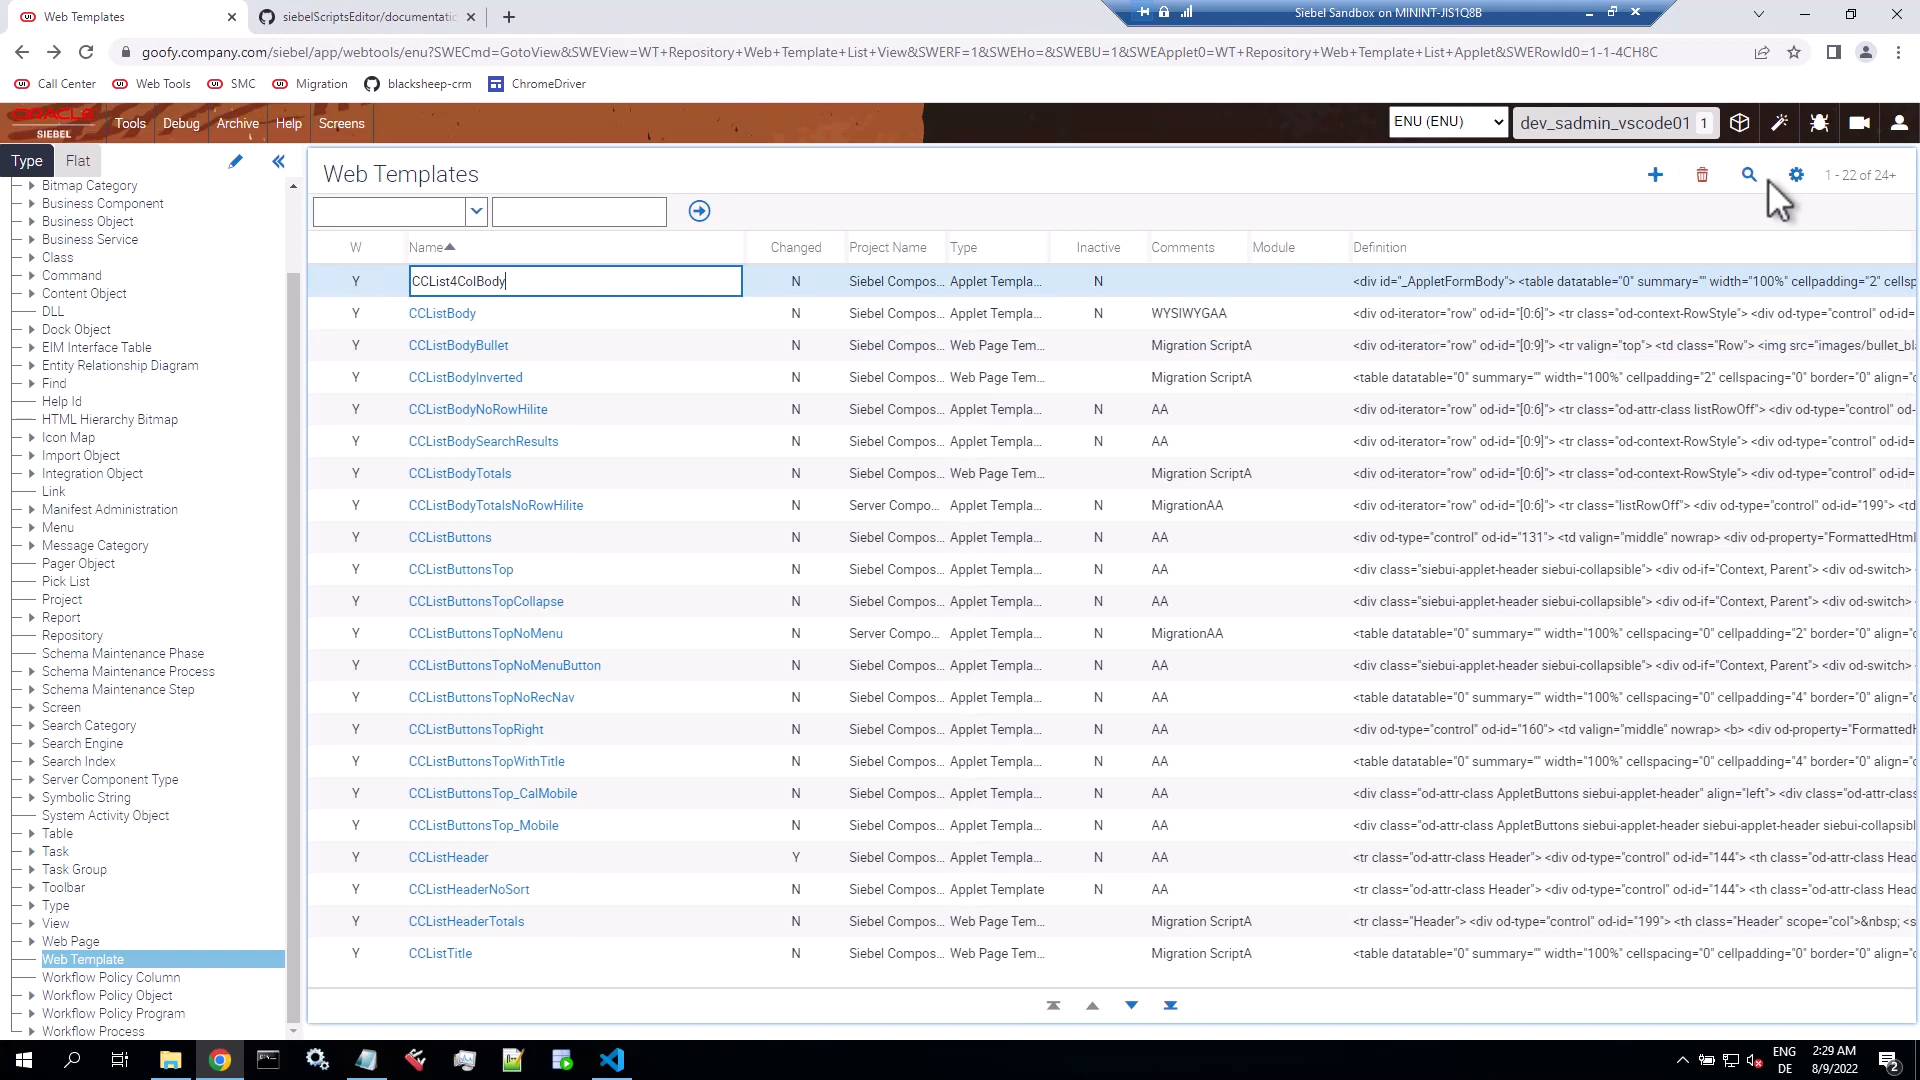 Web Templates
siebelScriptsEditor/documentatic
Siebel Sandbox on MININT-JIS1Q8B
goofy.company.com/siebel/app/webtools/enu?SWECmd=GotoView&SWEView=WT+Repository+Web+Template+List+View&SWERF=1&SWEHo=&SWEBU=1&SWEApplet0=WT+Repository+Web+Template+List+Applet&SWERowId0=1-1-4CH8C
Call Center Web Tools SMC Migration blacksheep-crm ChromeDriver
ORACLE
SIEBEL
Tools Debug Archive Help Screens
ENU (ENU) dev_sadmin_vscode01 1
Type Flat
Bitmap Category
Business Component
Business Object
Business Service
Class
Command
Content Object
DLL
Dock Object
EIM Interface Table
Entity Relationship Diagram
Find
Help Id
HTML Hierarchy Bitmap
Icon Map
Import Object
Integration Object
Link
Manifest Administration
Menu
Message Category
Pager Object
Pick List
Project
Report
Repository
Schema Maintenance Phase
Schema Maintenance Process
Schema Maintenance Step
Screen
Search Category
Search Engine
Search Index
Server Component Type
Symbolic String
System Activity Object
Table
Task
Task Group
Toolbar
Type
View
Web Page
Web Template
Workflow Policy Column
Workflow Policy Object
Workflow Policy Program
Workflow Process
Web Templates
1 - 22 of 24+
W Name Changed Project Name Type Inactive Comments Module Definition
Y CCList4ColBody N Siebel Compos... Applet Templa... N <div id="_AppletFormBody"> <table datatable="0" summary="" width="100%" cellpadding="2" cellsp
Y CCListBody N Siebel Compos... Applet Templa... N WYSIWYGAA <div od-iterator="row" od-id="[0:6]"> <tr class="od-context-RowStyle"> <div od-type="control" od-id=
Y CCListBodyBullet N Siebel Compos... Web Page Tem... Migration ScriptA <div od-iterator="row" od-id="[0:9]"> <tr valign="top"> <td class="Row"> <img src="images/bullet_bl
Y CCListBodyInverted N Siebel Compos... Web Page Tem... Migration ScriptA <table datatable="0" summary="" width="100%" cellpadding="2" cellspacing="0" border="0" align="c
Y CCListBodyNoRowHilite N Siebel Compos... Applet Templa... N AA <div od-iterator="row" od-id="[0:6]"> <tr class="od-attr-class listRowOff"> <div od-type="control" od-
Y CCListBodySearchResults N Siebel Compos... Applet Templa... N AA <div od-iterator="row" od-id="[0:9]"> <tr class="od-context-RowStyle"> <div od-type="control" od-id=
Y CCListBodyTotals N Siebel Compos... Web Page Tem... Migration ScriptA <div od-iterator="row" od-id="[0:6]"> <tr class="od-context-RowStyle"> <div od-type="control" od-id=
Y CCListBodyTotalsNoRowHilite N Server Compo... Applet Templa... N MigrationAA <div od-iterator="row" od-id="[0:6]"> <tr class="listRowOff"> <div od-type="control" od-id="199"> <td
Y CCListButtons N Siebel Compos... Applet Templa... N AA <div od-type="control" od-id="131"> <td valign="middle" nowrap> <div od-property="FormattedHtml
Y CCListButtonsTop N Siebel Compos... Applet Templa... N AA <div class="siebui-applet-header siebui-collapsible"> <div od-if="Context, Parent"> <div od-switch> <
Y CCListButtonsTopCollapse N Siebel Compos... Applet Templa... N AA <div class="siebui-applet-header siebui-collapsible"> <div od-if="Context, Parent"> <div od-switch> <
Y CCListButtonsTopNoMenu N Server Compo... Applet Templa... N MigrationAA <table datatable="0" summary="" width="100%" cellspacing="0" cellpadding="2" border="0" align="c
Y CCListButtonsTopNoMenuButton N Siebel Compos... Applet Templa... N AA <div class="siebui-applet-header siebui-collapsible"> <div od-if="Context, Parent"> <div od-switch> <
Y CCListButtonsTopNoRecNav N Siebel Compos... Applet Templa... N AA <table datatable="0" summary="" width="100%" cellspacing="0" cellpadding="4" border="0" align="c
Y CCListButtonsTopRight N Siebel Compos... Applet Templa... N AA <div od-type="control" od-id="160"> <td valign="middle" nowrap> <b> <div od-property="FormattedH
Y CCListButtonsTopWithTitle N Siebel Compos... Applet Templa... N AA <table datatable="0" summary="" width="100%" cellspacing="0" cellpadding="4" border="0" align="c
Y CCListButtonsTop_CalMobile N Siebel Compos... Applet Templa... N AA <div class="od-attr-class AppletButtons siebui-applet-header" align="left"> <div class="od-attr-class
Y CCListButtonsTop_Mobile N Siebel Compos... Applet Templa... N AA <div class="od-attr-class AppletButtons siebui-applet-header siebui-applet-header siebui-collapsibl
Y CCListHeader Y Siebel Compos... Applet Templa... N AA <tr class="od-attr-class Header"> <div od-type="control" od-id="144"> <th class="od-attr-class Head
Y CCListHeaderNoSort N Siebel Compos... Applet Template N AA <tr class="od-attr-class Header"> <div od-type="control" od-id="144"> <th class="od-attr-class Head
Y CCListHeaderTotals N Siebel Compos... Web Page Tem... Migration ScriptA <tr class="Header"> <div od-type="control" od-id="199"> <th class="Header" scope="col">&nbsp; <s
Y CCListTitle N Siebel Compos... Web Page Tem... Migration ScriptA <table datatable="0" summary="" width="100%" cellpadding="0" cellspacing="0" border="0" align="c
ENG 2:29 AM
DE 8/9/2022 2